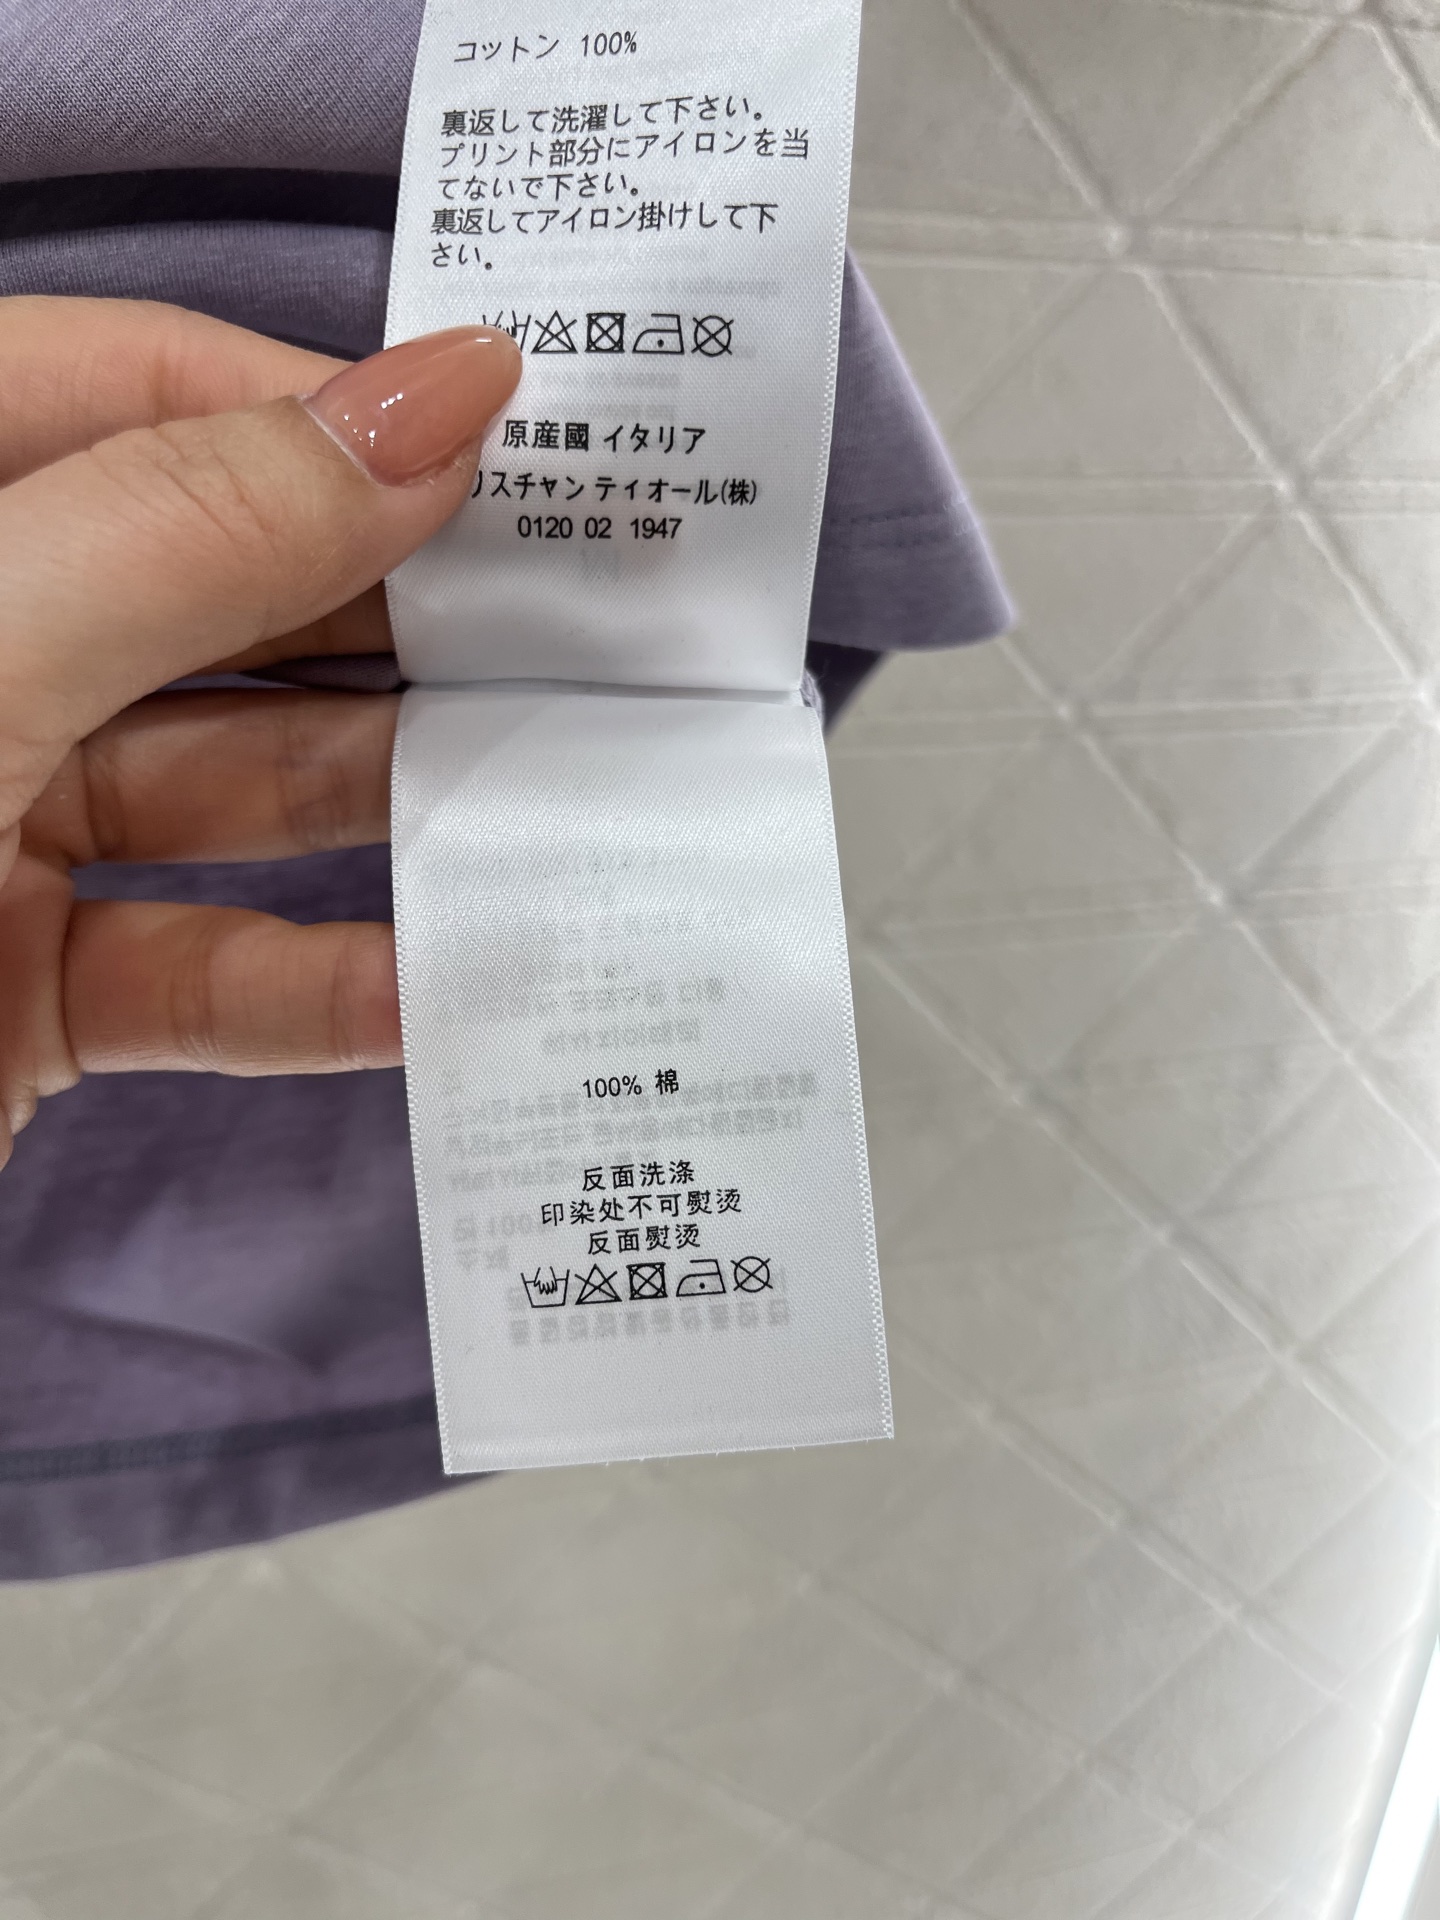 コットン 100%
裏返して洗濯して下さい。
プリント部分にアイロンを当
てないで下さい。
裏返してアイロン掛けして下
さい。
原産國 イタリア
リスチャン ティオール(株)
0120 02 1947
100% 棉
反面洗涤
印染处不可熨烫
反面熨烫